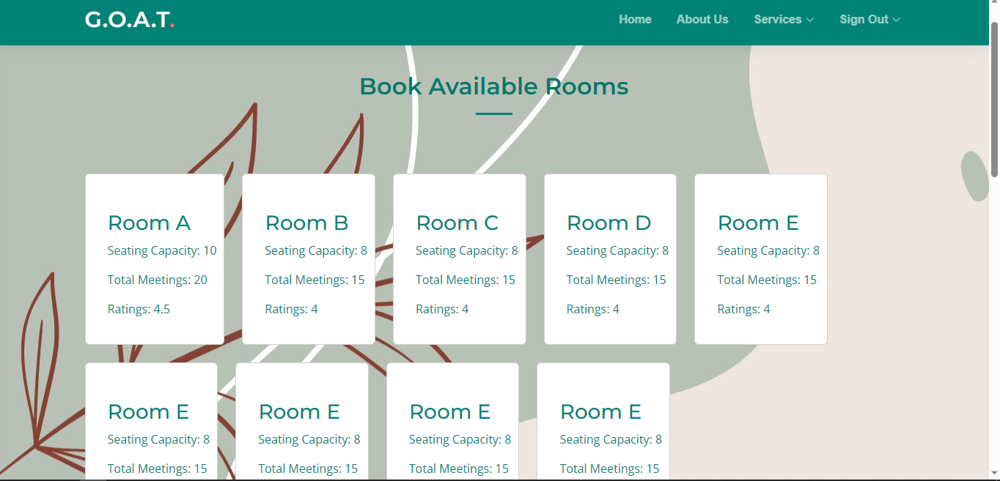 G.O.A.T.
Home About Us Services Sign Out
Book Available Rooms
Room A Room B Room C Room D Room E
Seating Capacity: 10 Seating Capacity: 8 Seating Capacity: 8 Seating Capacity: 8 Seating Capacity: 8
Total Meetings: 20 Total Meetings: 15 Total Meetings: 15 Total Meetings: 15 Total Meetings: 15
Ratings: 4.5 Ratings: 4 Ratings: 4 Ratings: 4 Ratings: 4
Room E Room E Room E Room E
Seating Capacity: 8 Seating Capacity: 8 Seating Capacity: 8 Seating Capacity: 8
Total Meetings: 15 Total Meetings: 15 Total Meetings: 15 Total Meetings: 15